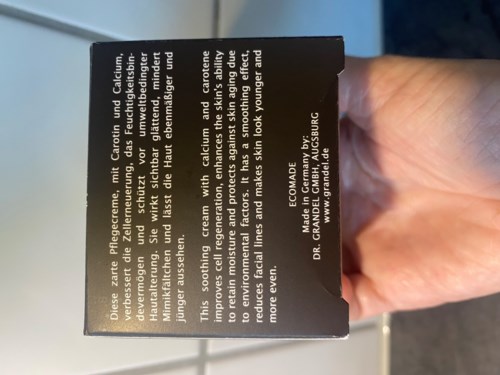 Diese zarte Pflegecreme, mit Carotin und Calcium,
verbessert die Zellerneuerung, das Feuchtigkeitsbin-
devermögen und schützt vor umweltbedingter
Hautalterung. Sie wirkt sichtbar glättend, mindert
Mimikfältchen und lässt die Haut ebenmäßiger und
jünger aussehen.
This soothing cream with calcium and carotene
improves cell regeneration, enhances the skin's ability
to retain moisture and protects against skin aging due
to environmental factors. It has a smoothing effect,
reduces facial lines and makes skin look younger and
more even.
ECOMADE
Made in Germany by:
DR. GRANDEL GMBH, AUGSBURG
www.grandel.de